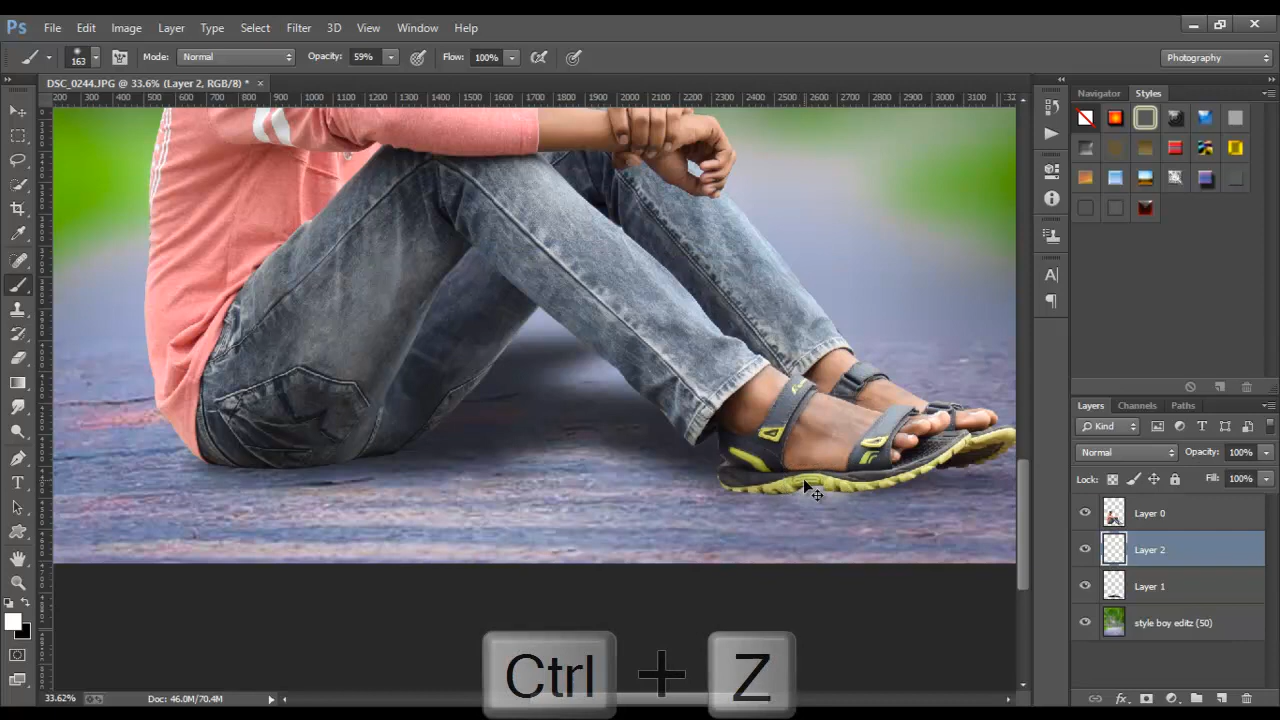 Ps File Edit Image Layer Type Select Filter 3D View Window Help
163 Mode: Normal Opacity: 59% Flow: 100% Photography
DSC_0244.JPG @ 33.6% (Layer 2, RGB/8) * ×
Navigator Styles
200 300 400 500 600 700 800 900 1000 1100 1200 1300 1400 1500 1600 1700 1800 1900 2000 2100 2200 2300 2400 2500 2600 2700 2800 2900 3000 3100
Layers Channels Paths
Kind
Normal Opacity: 100%
Lock: Fill: 100%
Layer 0
Layer 2
Layer 1
style boy editz (50)
Ctrl + Z
33.62% Doc: 46.0M/70.4M
fx